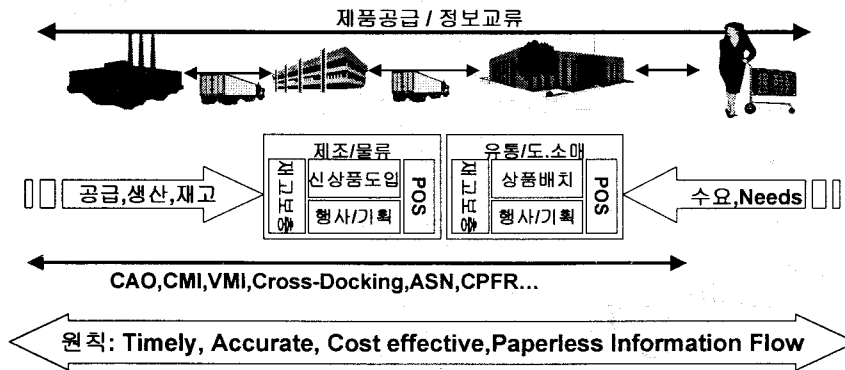 제품공급 / 정보교류
제조/물류
재고보충
신상품도입
행사/기획
POS
유통/도.소매
재고보충
상품배치
행사/기획
POS
공급,생산,재고
수요,Needs
CAO,CMI,VMI,Cross-Docking,ASN,CPFR...
원칙: Timely, Accurate, Cost effective,Paperless Information Flow